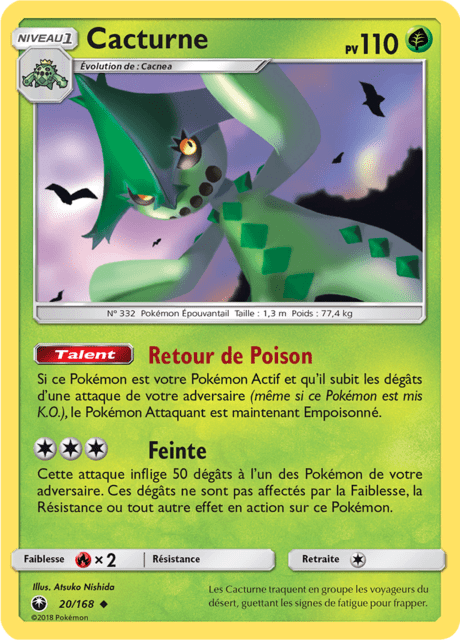 NIVEAU 1
Cacturne
PV 110
Évolution de : Cacnea
N° 332 Pokémon Épouvantail Taille : 1,3 m Poids : 77,4 kg
Talent Retour de Poison
Si ce Pokémon est votre Pokémon Actif et qu'il subit les dégâts
d'une attaque de votre adversaire (même si ce Pokémon est mis
K.O.), le Pokémon Attaquant est maintenant Empoisonné.
Feinte
Cette attaque inflige 50 dégâts à l'un des Pokémon de votre
adversaire. Ces dégâts ne sont pas affectés par la Faiblesse, la
Résistance ou tout autre effet en action sur ce Pokémon.
Faiblesse ×2 Résistance Retraite
Illus. Atsuko Nishida
20/168
©2018 Pokémon
Les Cacturne traquent en groupe les voyageurs du
désert, guettant les signes de fatigue pour frapper.